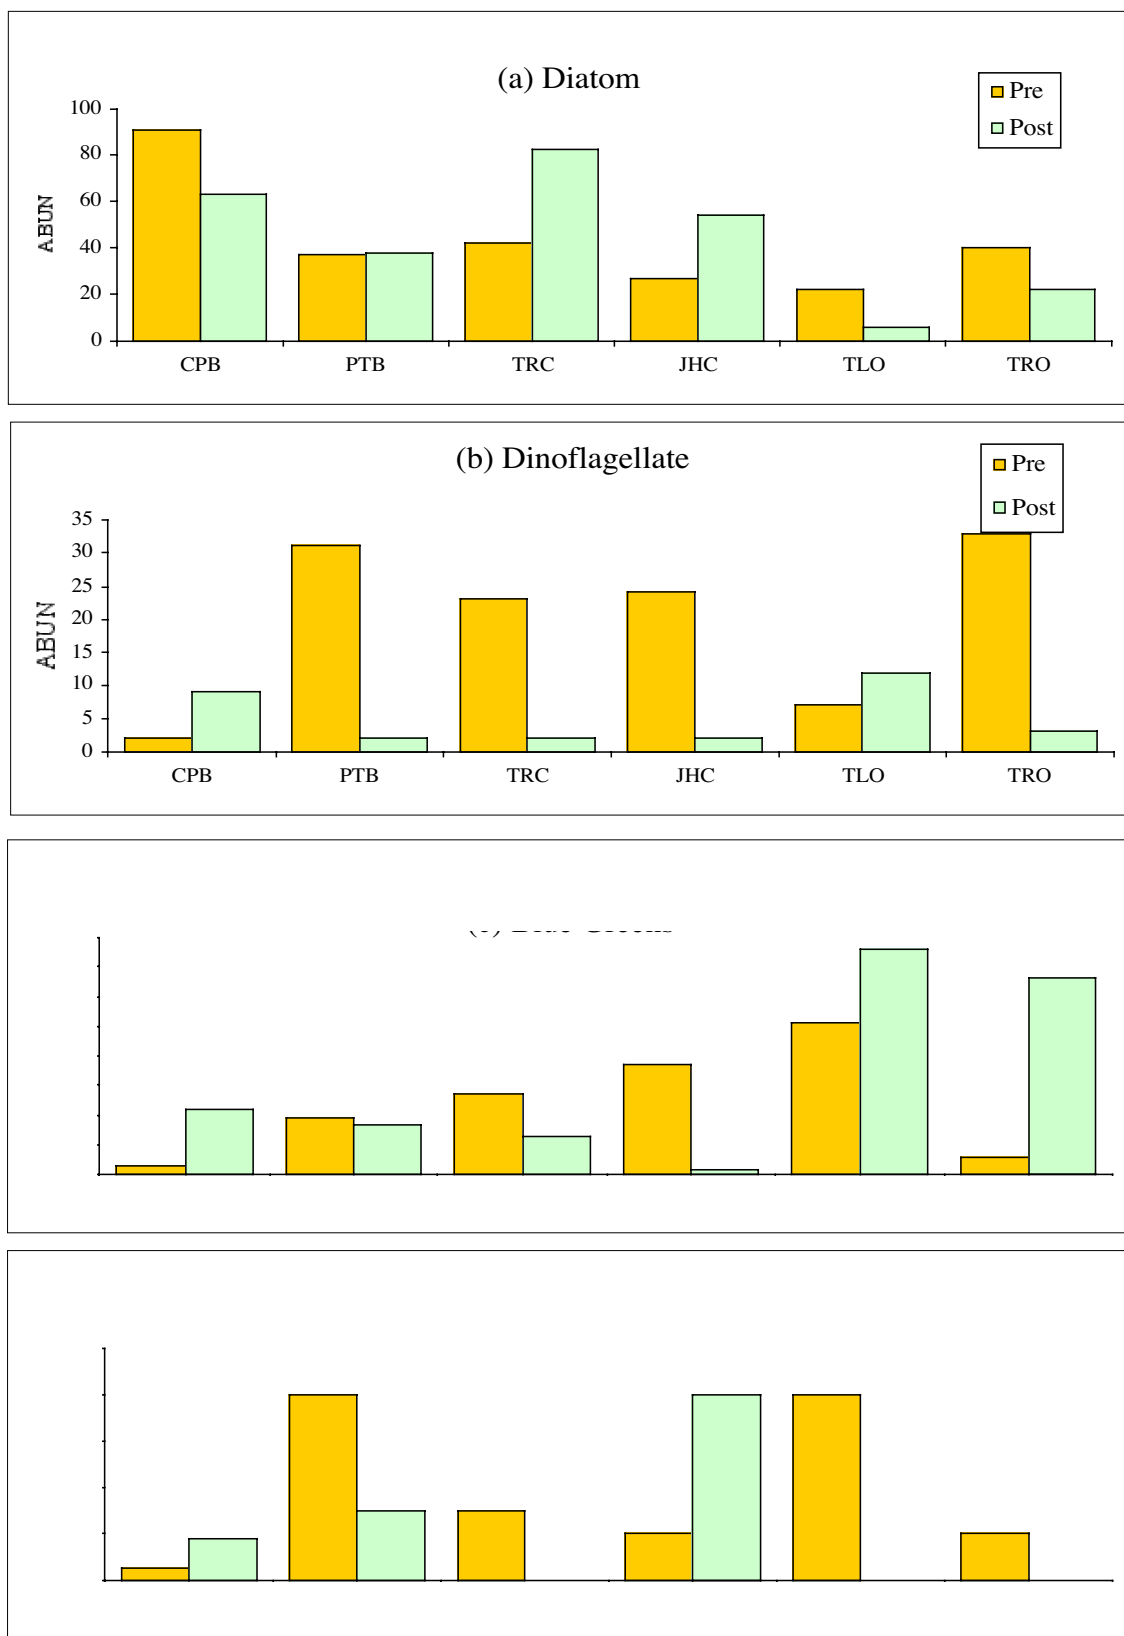 (a) Diatom
Pre
Post
100
80
60
40
20
0
ABUN
CPB PTB TRC JHC TLO TRO
(b) Dinoflagellate
Pre
Post
35
30
25
20
15
10
5
0
ABUN
CPB PTB TRC JHC TLO TRO